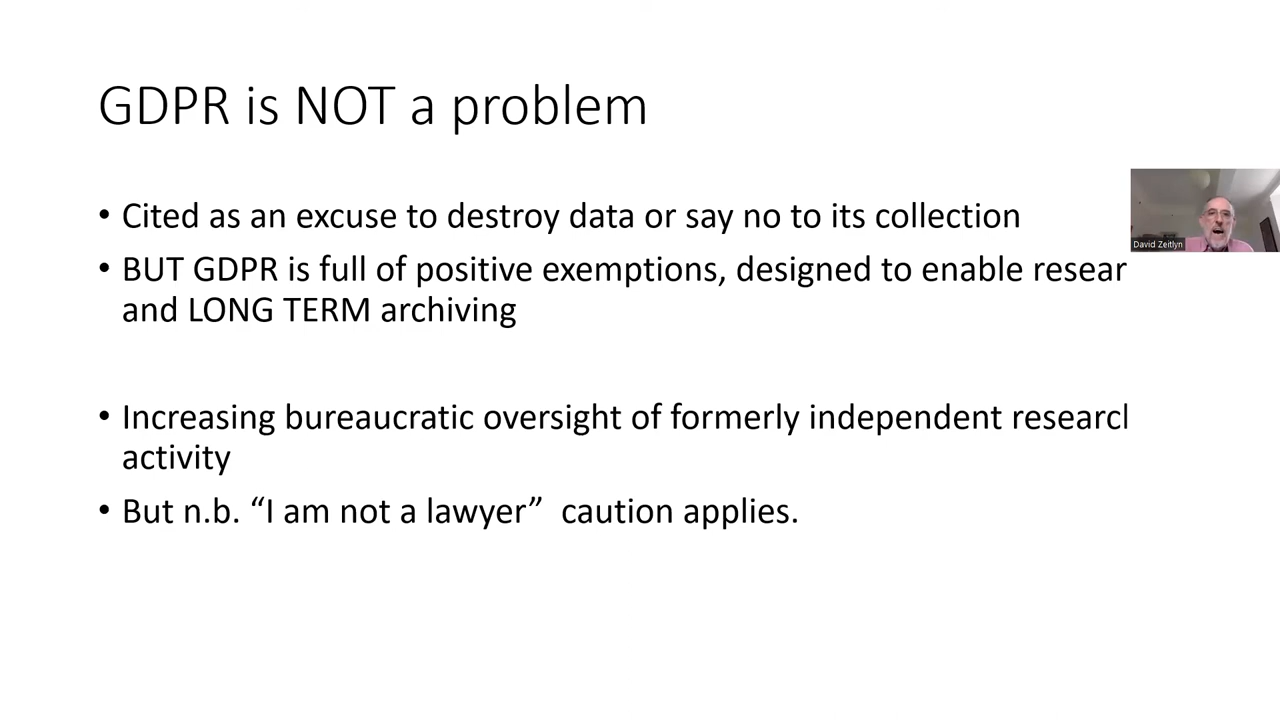 GDPR is NOT a problem
• Cited as an excuse to destroy data or say no to its collection
• BUT GDPR is full of positive exemptions, designed to enable resear
and LONG TERM archiving
• Increasing bureaucratic oversight of formerly independent research
activity
• But n.b. “I am not a lawyer” caution applies.
David Zeitlyn